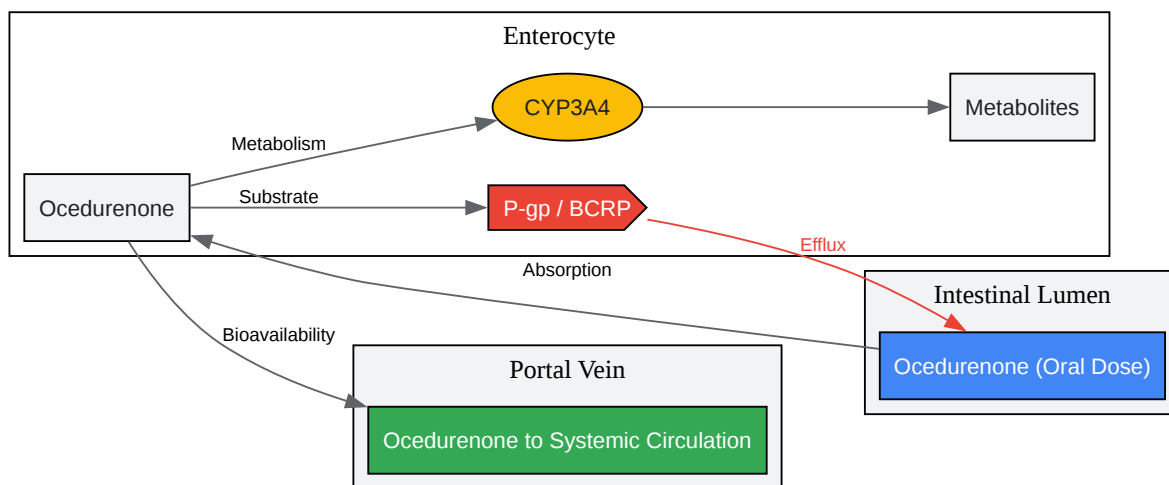 Enterocyte
CYP3A4
Metabolites
Metabolism
Ocedurenone
Substrate
P-gp / BCRP
Efflux
Absorption
Intestinal Lumen
Ocedurenone (Oral Dose)
Bioavailability
Portal Vein
Ocedurenone to Systemic Circulation